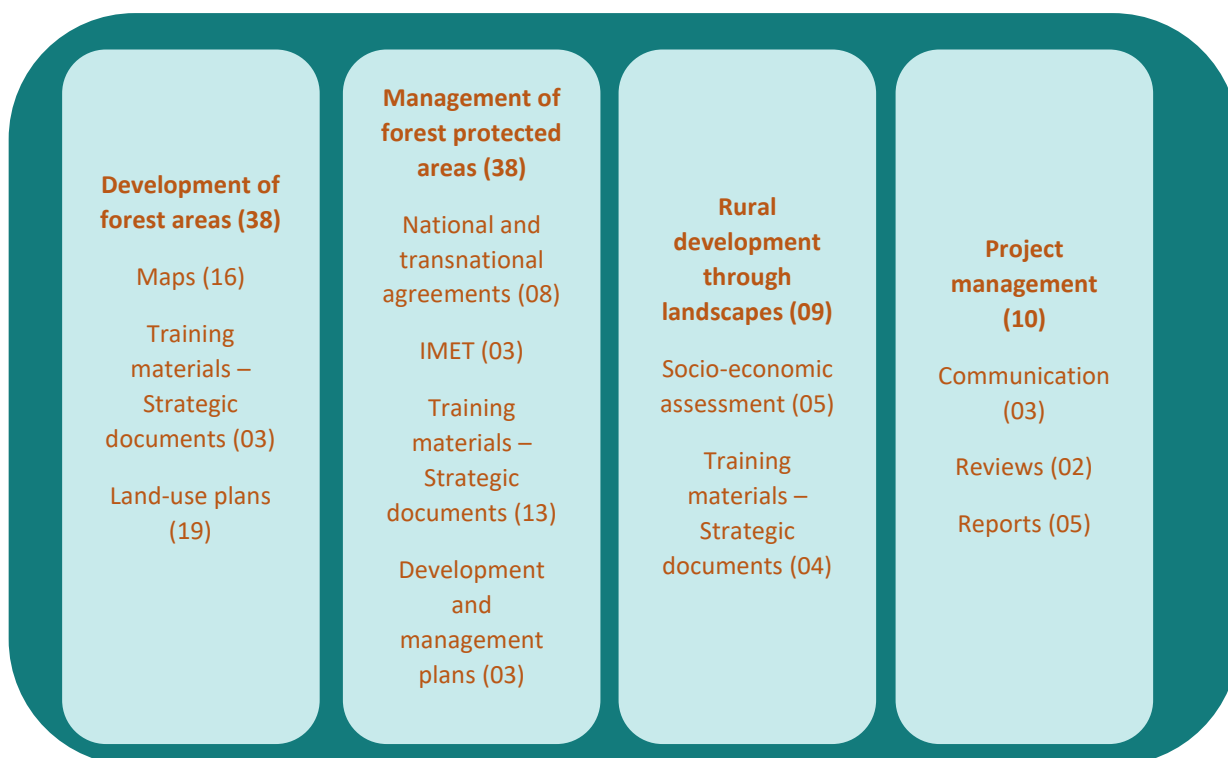 Development of
forest areas (38)
Maps (16)
Training
materials –
Strategic
documents (03)
Land-use plans
(19)
Management of
forest protected
areas (38)
National and
transnational
agreements (08)
IMET (03)
Training
materials –
Strategic
documents (13)
Development
and
management
plans (03)
Rural
development
through
landscapes (09)
Socio-economic
assessment (05)
Training
materials –
Strategic
documents (04)
Project
management
(10)
Communication
(03)
Reviews (02)
Reports (05)